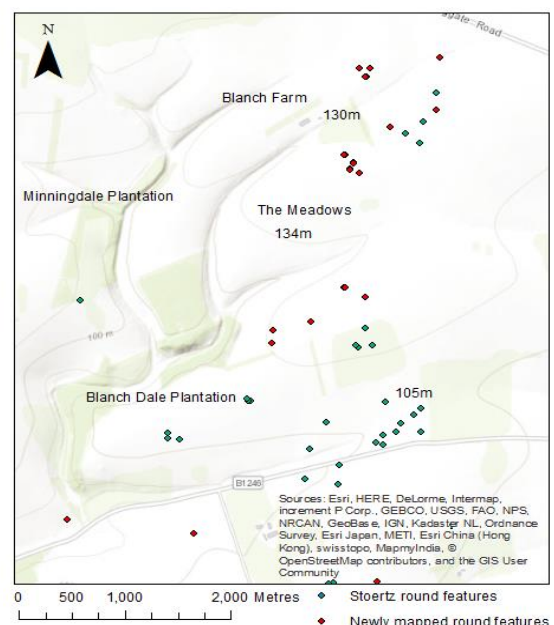 N
gate Road
Blanch Farm
130m
Minningdale Plantation
The Meadows
134m
100 m
Blanch Dale Plantation
105m
B1246
Sources: Esri, HERE, DeLorme, Intermap,
increment P Corp., GEBCO, USGS, FAO, NPS,
NRCAN, GeoBase, IGN, Kadaster NL, Ordnance
Survey, Esri Japan, METI, Esri China (Hong
Kong), swisstopo, MapmyIndia, ©
OpenStreetMap contributors, and the GIS User
Community
0 500 1,000 2,000 Metres
Stoertz round features
Newly mapped round features